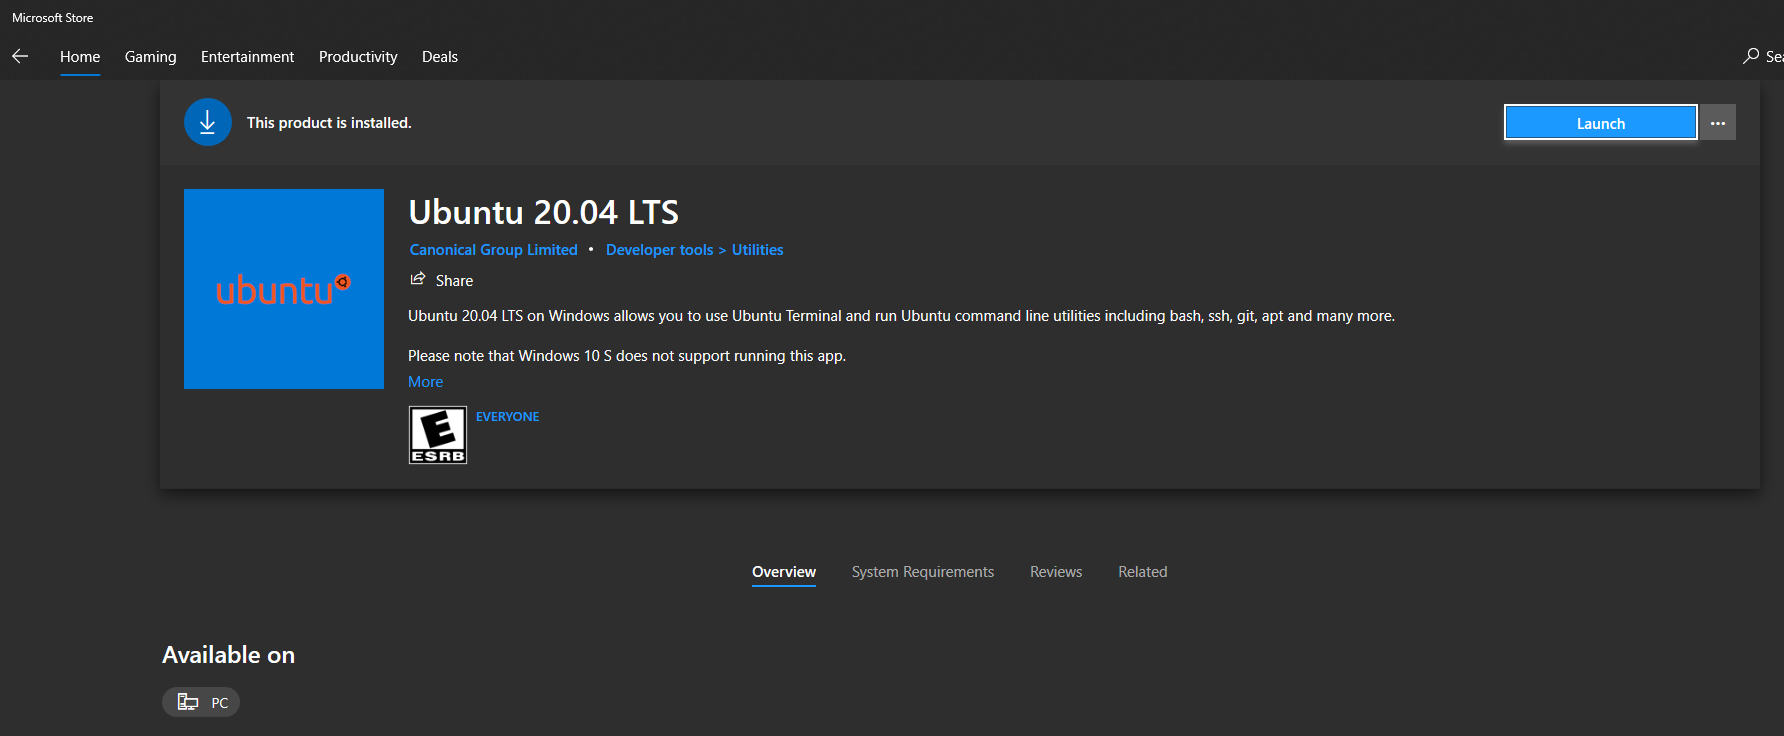 Microsoft Store
Home Gaming Entertainment Productivity Deals
This product is installed.
Launch
ubuntu
Ubuntu 20.04 LTS
Canonical Group Limited • Developer tools > Utilities
Share
Ubuntu 20.04 LTS on Windows allows you to use Ubuntu Terminal and run Ubuntu command line utilities including bash, ssh, git, apt and many more.
Please note that Windows 10 S does not support running this app.
More
E
ESRB
EVERYONE
Overview System Requirements Reviews Related
Available on
PC